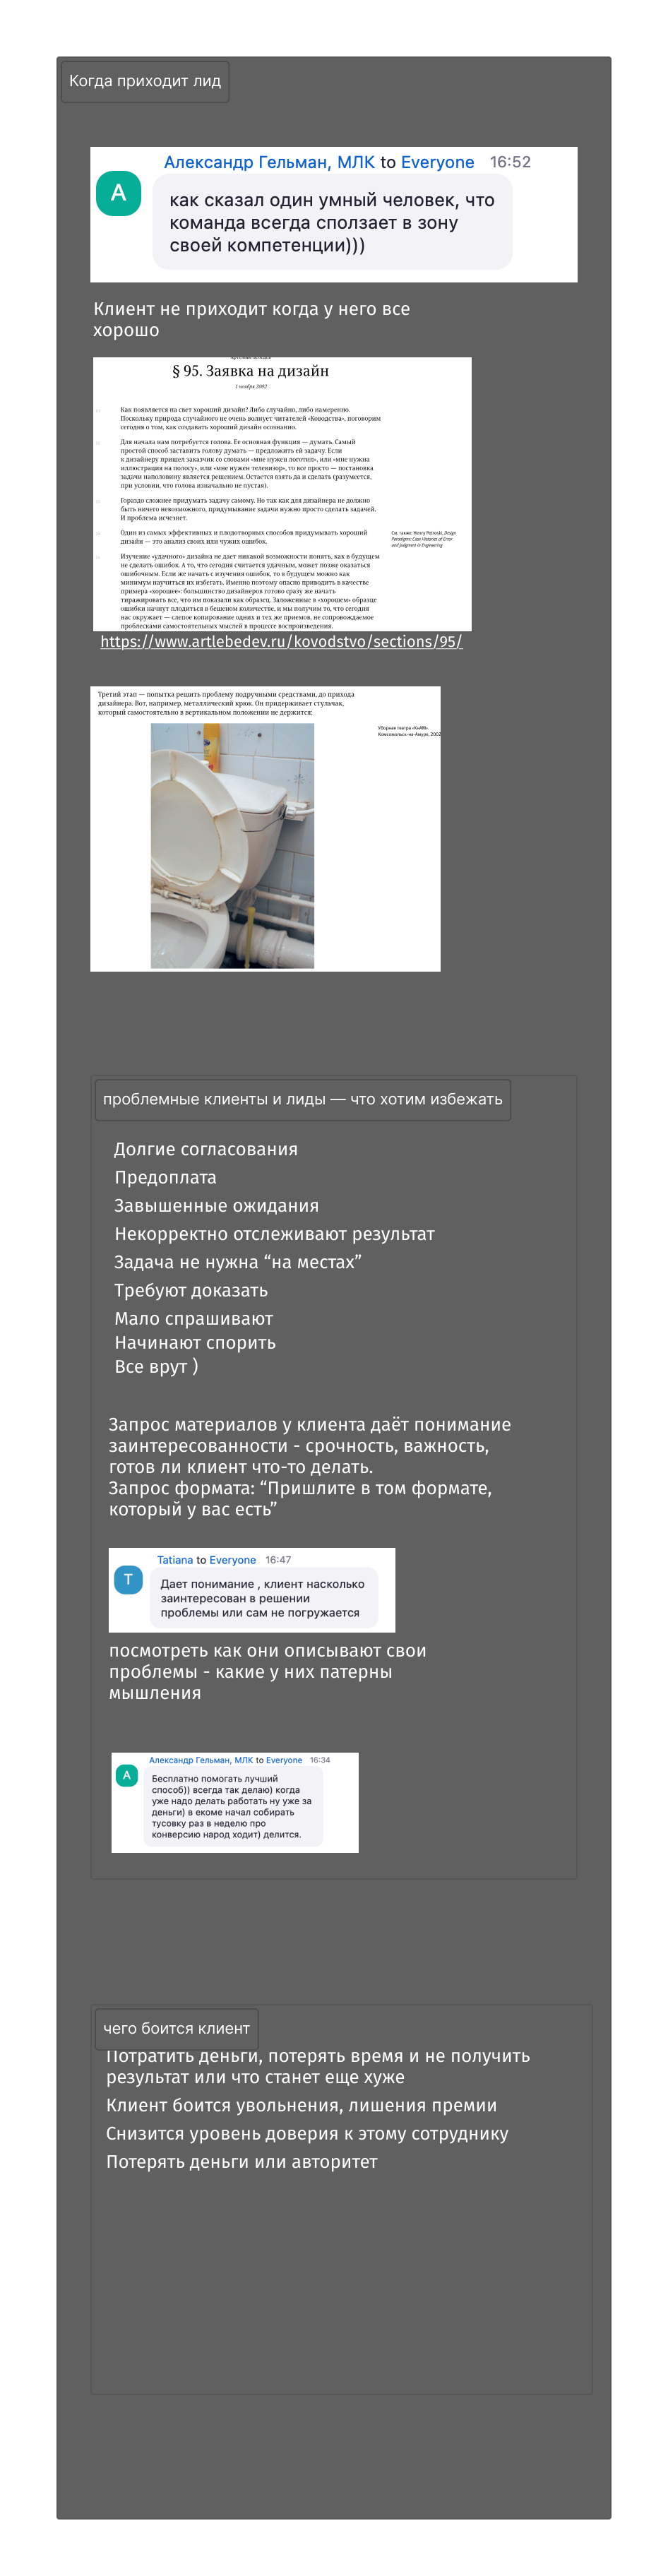 Когда приходит лид
Александр Гельман, МЛК to Everyone 16:52
А
как сказал один умный человек, что
команда всегда сползает в зону
своей компетенции)))
Клиент не приходит когда у него все
хорошо
§ 95. Заявка на дизайн
1 ноября 2002
Как появляется на свет хороший дизайн? Либо случайно, либо намеренно.
Поскольку природа случайного не очень волнует читателей «Ководства», поговорим
сегодня о том, как создавать хороший дизайн осознанно.
Для начала нам потребуется голова. Ее основная функция — думать. Самый
простой способ заставить голову думать — предложить ей задачу. Если
к дизайнеру пришел заказчик со словами «мне нужен логотип», или «мне нужна
иллюстрация на полосу», или «мне нужен телевизор», то все просто — постановка
задачи наполовину является решением. Остается взять да и сделать (разумеется,
при условии, что голова изначально не пустая).
Гораздо сложнее придумать задачу самому. Но так как для дизайнера не должно
быть ничего невозможного, придумывание задачи нужно просто сделать задачей.
И проблема исчезнет.
Один из самых эффективных и плодотворных способов придумывать хороший
дизайн — это анализ своих или чужих ошибок.
См. также: Henry Petroski. Design
Paradigms: Case Histories of Error
and Judgment in Engineering
Изучение «удачного» дизайна не дает никакой возможности понять, как в будущем
не сделать ошибок. А то, что сегодня считается удачным, может позже оказаться
ошибочным. Если же начать с изучения ошибок, то в будущем можно как
минимум научиться их избегать. Именно поэтому опасно приводить в качестве
примера «хорошее»: большинство дизайнеров готово сразу же начать
тиражировать все, что им показали как образец. Заложенные в «хорошем» образце
ошибки начнут плодиться в бешеном количестве, и мы получим то, что сегодня
нас окружает — слепое копирование одних и тех же приемов, не сопровождаемое
проблесками самостоятельных мыслей в процессе воспроизведения.
https://www.artlebedev.ru/kovodstvo/sections/95/
Третий этап — попытка решить проблему подручными средствами, до прихода
дизайнера. Вот, например, металлический крюк. Он придерживает стульчак,
который самостоятельно в вертикальном положении не держится:
Уборная театра «КнАМ».
Комсомольск-на-Амуре, 2002
проблемные клиенты и лиды — что хотим избежать
Долгие согласования
Предоплата
Завышенные ожидания
Некорректно отслеживают результат
Задача не нужна “на местах”
Требуют доказать
Мало спрашивают
Начинают спорить
Все врут )
Запрос материалов у клиента даёт понимание
заинтересованности - срочность, важность,
готов ли клиент что-то делать.
Запрос формата: “Пришлите в том формате,
который у вас есть”
Tatiana to Everyone 16:47
T
Дает понимание , клиент насколько
заинтересован в решении
проблемы или сам не погружается
посмотреть как они описывают свои
проблемы - какие у них патерны
мышления
Александр Гельман, МЛК to Everyone 16:34
А
Бесплатно помогать лучший
способ)) всегда так делаю) когда
уже надо делать работать ну уже за
деньги) в екоме начал собирать
тусовку раз в неделю про
конверсию народ ходит) делится.
чего боится клиент
Потратить деньги, потерять время и не получить
результат или что станет еще хуже
Клиент боится увольнения, лишения премии
Снизится уровень доверия к этому сотруднику
Потерять деньги или авторитет